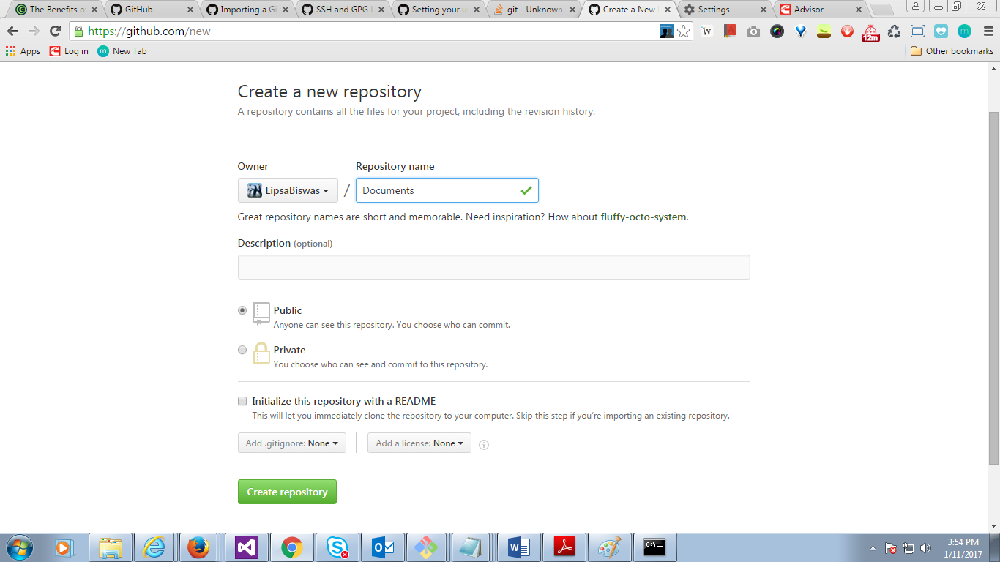 The Benefits o
GitHub
Importing a G
SSH and GPG
Setting your u
git - Unknown
Create a New
Settings
Advisor
https://github.com/new
W
12m
Apps
Log in
m
New Tab
Other bookmarks
Create a new repository
A repository contains all the files for your project, including the revision history.
Owner
Repository name
LipsaBiswas
/
Documents
Great repository names are short and memorable. Need inspiration? How about fluffy-octo-system.
Description (optional)
Public
Anyone can see this repository. You choose who can commit.
Private
You choose who can see and commit to this repository.
Initialize this repository with a README
This will let you immediately clone the repository to your computer. Skip this step if you’re importing an existing repository.
Add .gitignore: None
Add a license: None
Create repository
3:54 PM
1/11/2017